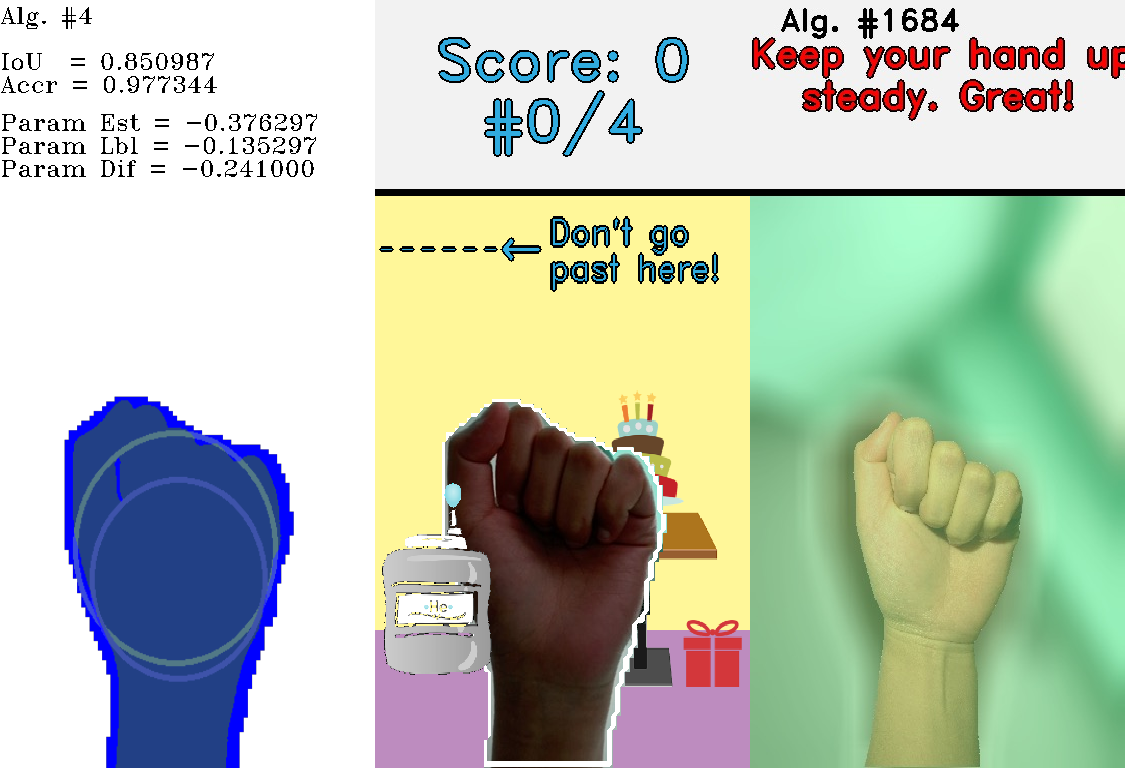 Alg. #4
IoU = 0.850987
Accr = 0.977344
Param Est = −0.376297
Param Lbl = −0.135297
Param Dif = −0.241000
Score: 0
#0/4
Alg. #1684
Keep your hand up
steady. Great!
Don't go
past here!